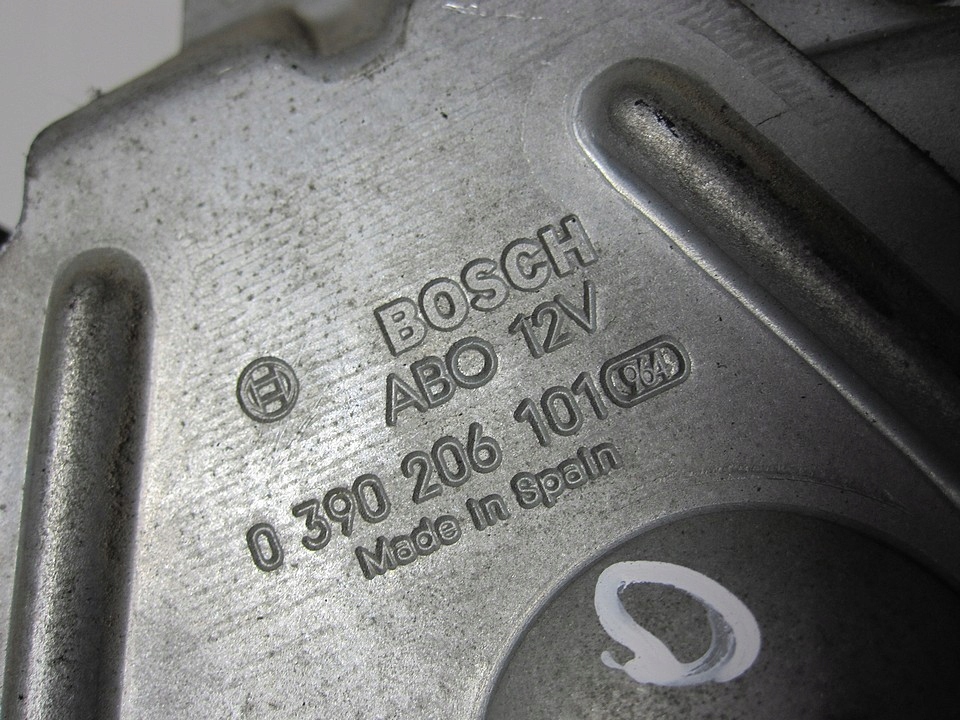 BOSCH
ABO 12V
0 390 206 101 964
Made in Spain